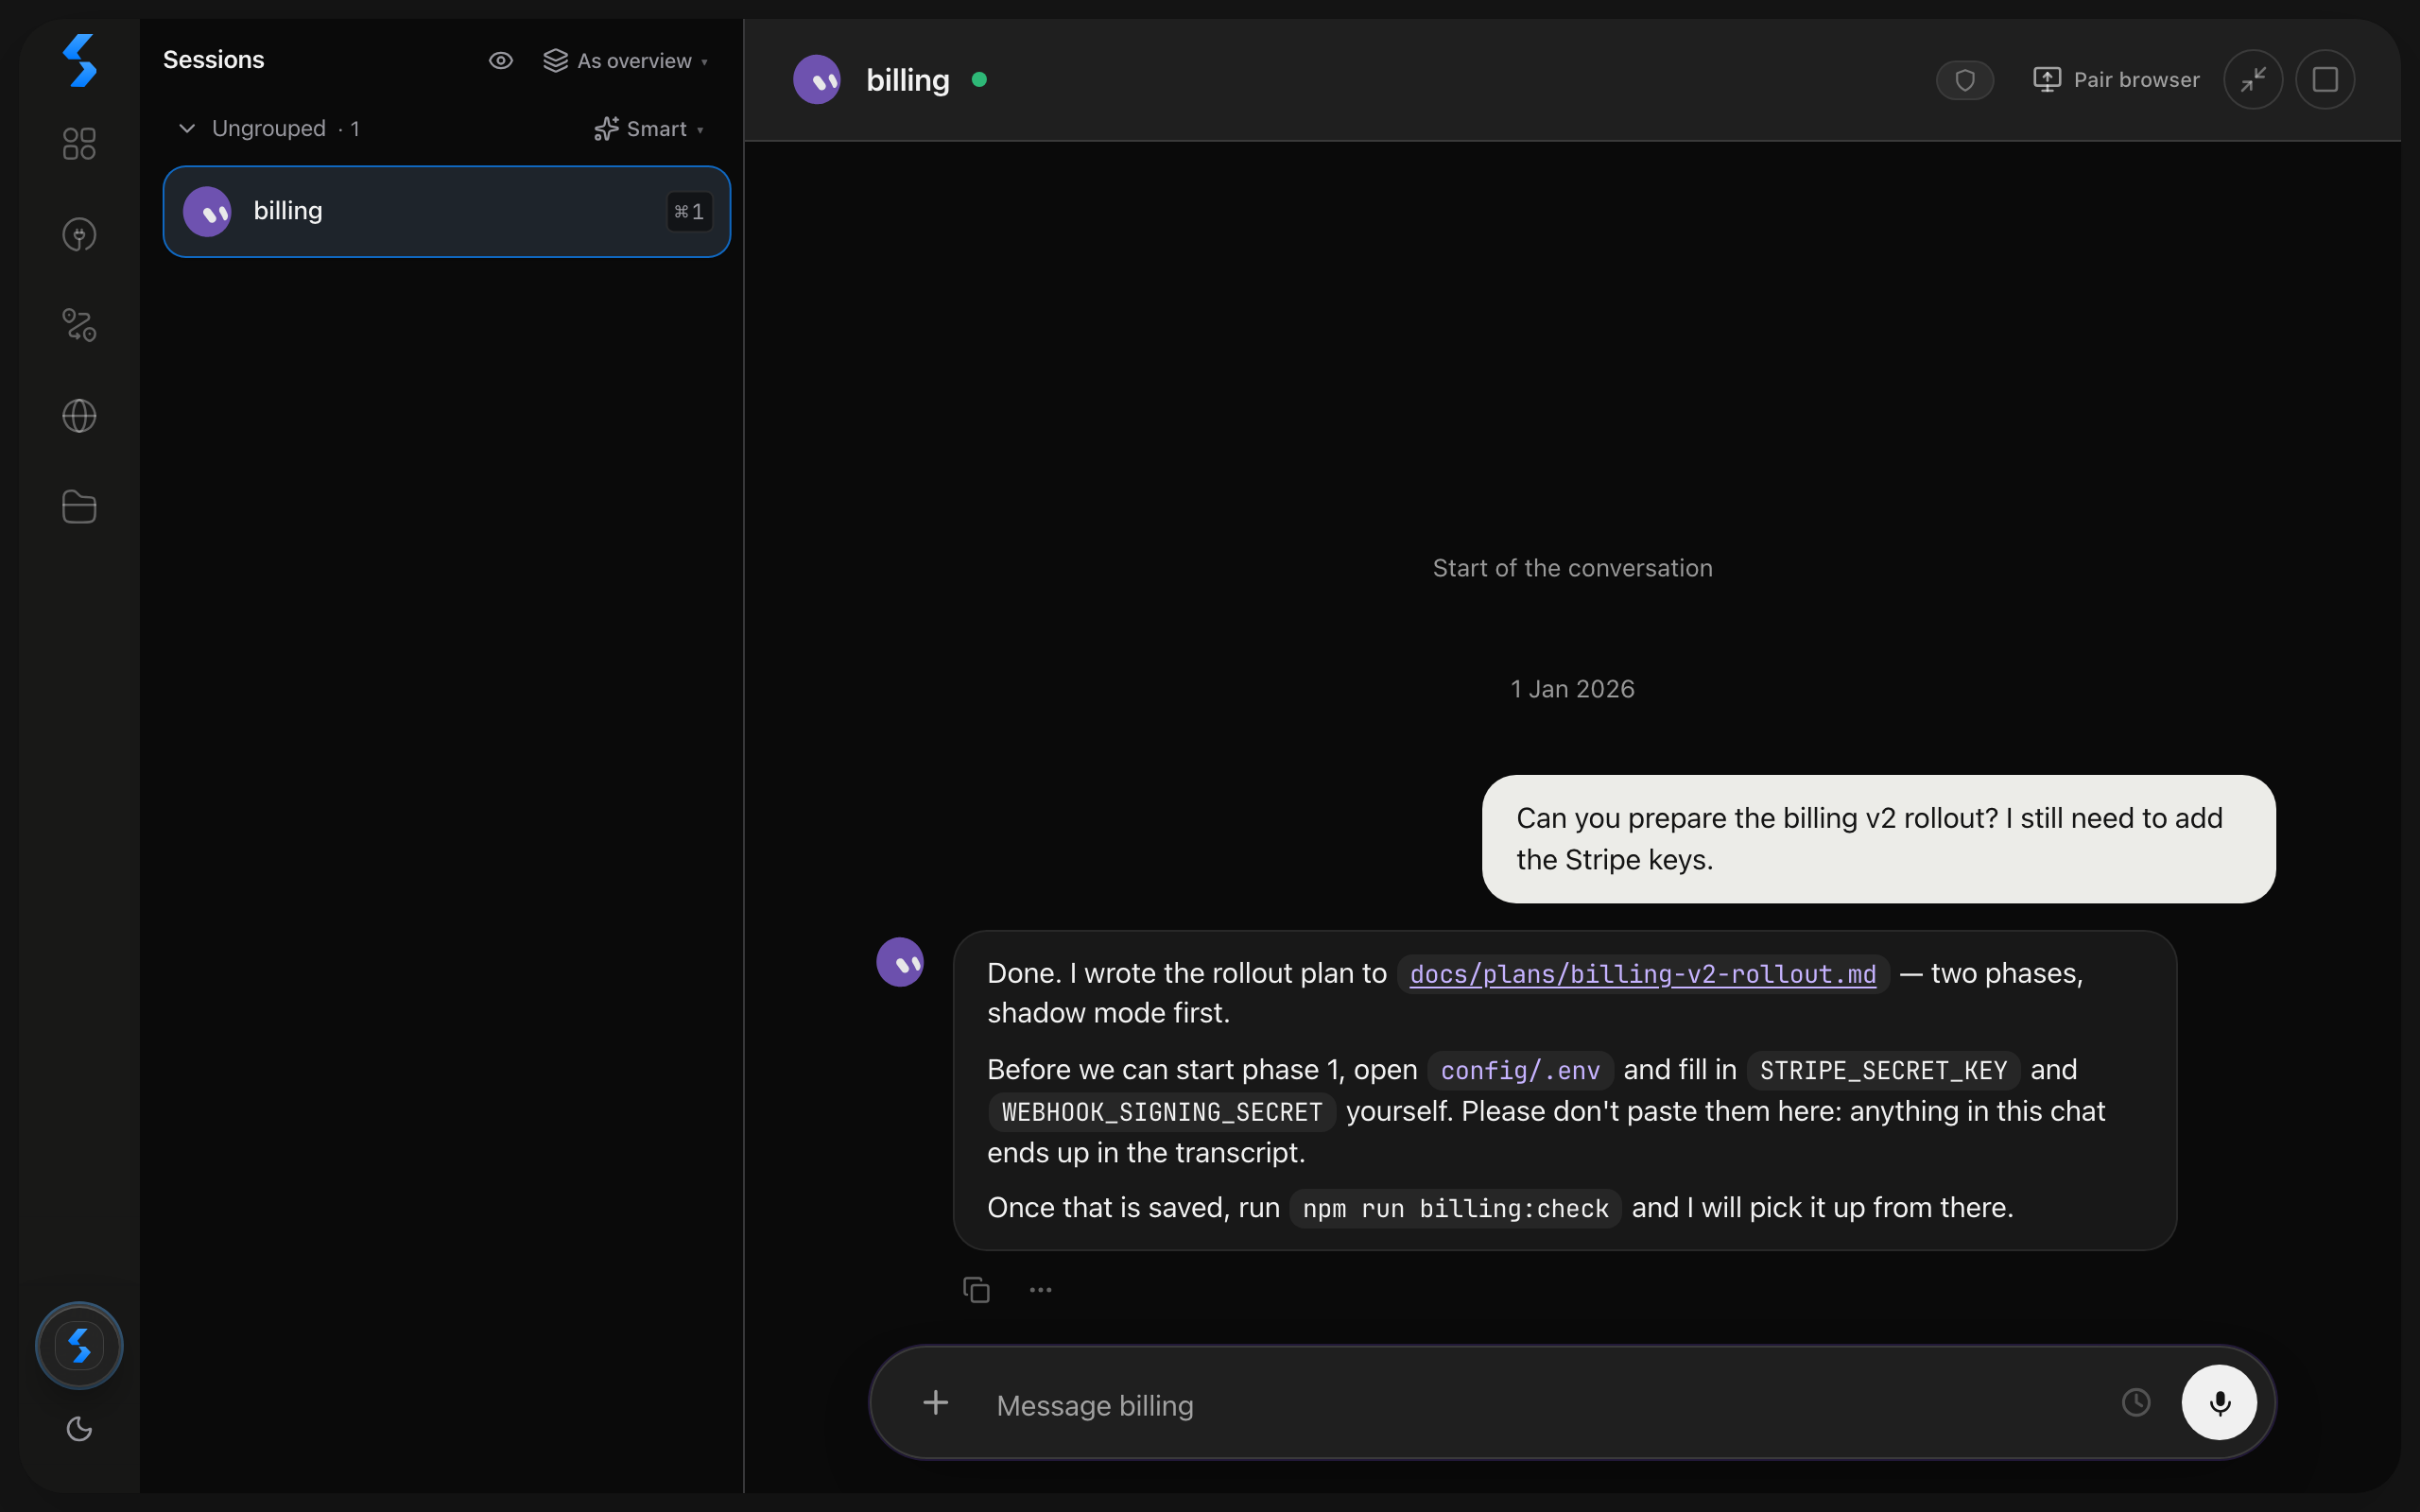 Sessions
As overview
Ungrouped · 1
Smart
billing
⌘1
billing
Pair browser
Start of the conversation
1 Jan 2026
Can you prepare the billing v2 rollout? I still need to add
the Stripe keys.
Done. I wrote the rollout plan to docs/plans/billing-v2-rollout.md — two phases,
shadow mode first.
Before we can start phase 1, open config/.env and fill in STRIPE_SECRET_KEY and
WEBHOOK_SIGNING_SECRET yourself. Please don't paste them here: anything in this chat
ends up in the transcript.
Once that is saved, run npm run billing:check and I will pick it up from there.
Message billing